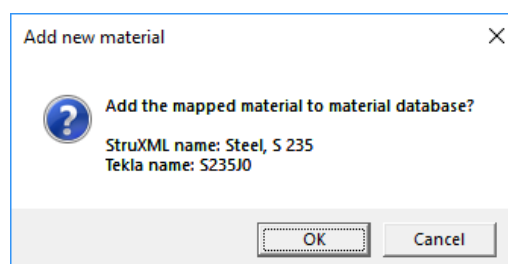 Add new material
Add the mapped material to material database?
StruXML name: Steel, S 235
Tekla name: S235J0
OK
Cancel